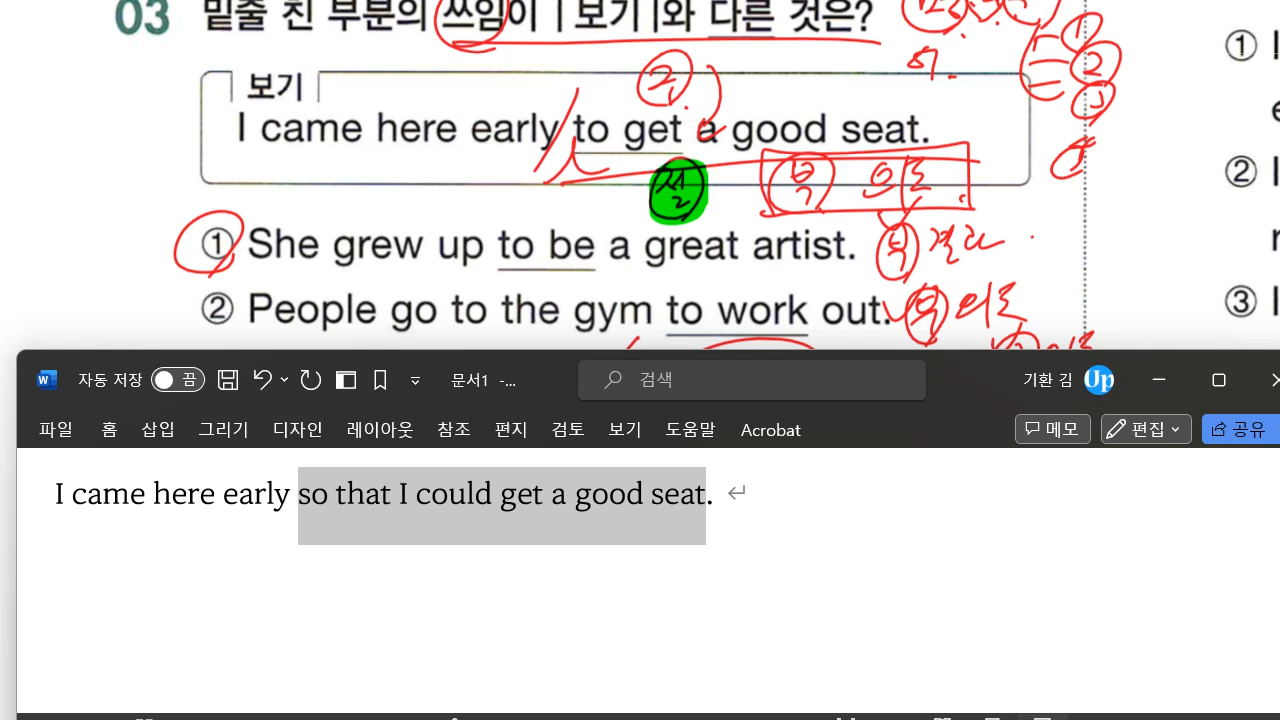 03 밑줄 친 부분의 쓰임이 |보기|와 다른 것은?
보기
I came here early to get a good seat.
주
쩔
부 의도
① She grew up to be a great artist. 부 결과
② People go to the gym to work out. 부 의도
①
②
③
①
②
자동 저장 끔 문서1 -... 검색 기환 김 Up
파일 홈 삽입 그리기 디자인 레이아웃 참조 편지 검토 보기 도움말 Acrobat 메모 편집 공유
I came here early so that I could get a good seat.